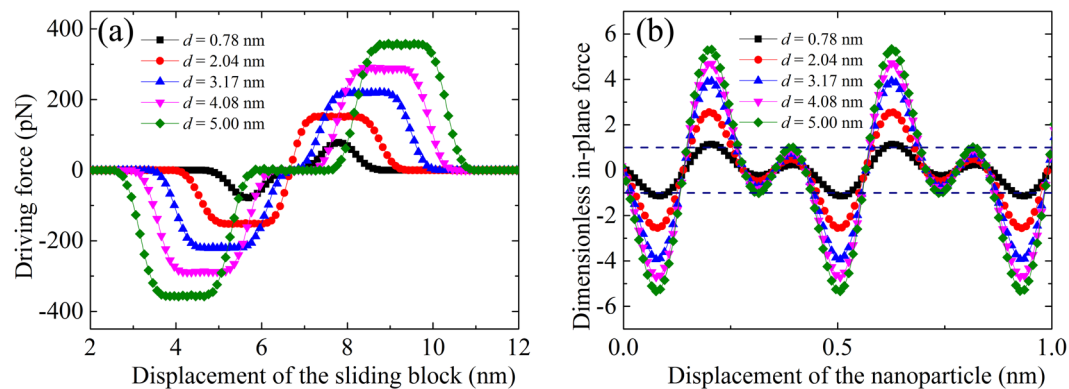 (a)
d = 0.78 nm
d = 2.04 nm
d = 3.17 nm
d = 4.08 nm
d = 5.00 nm
400
200
0
-200
-400
Driving force (pN)
2 4 6 8 10 12
Displacement of the sliding block (nm)
(b)
d = 0.78 nm
d = 2.04 nm
d = 3.17 nm
d = 4.08 nm
d = 5.00 nm
6
4
2
0
-2
-4
-6
Dimensionless in-plane force
0.0 0.5 1.0
Displacement of the nanoparticle (nm)